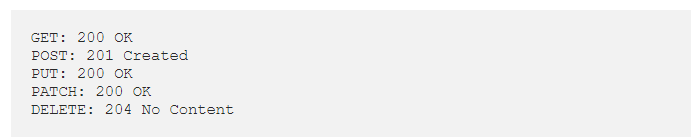 GET: 200 OK
POST: 201 Created
PUT: 200 OK
PATCH: 200 OK
DELETE: 204 No Content